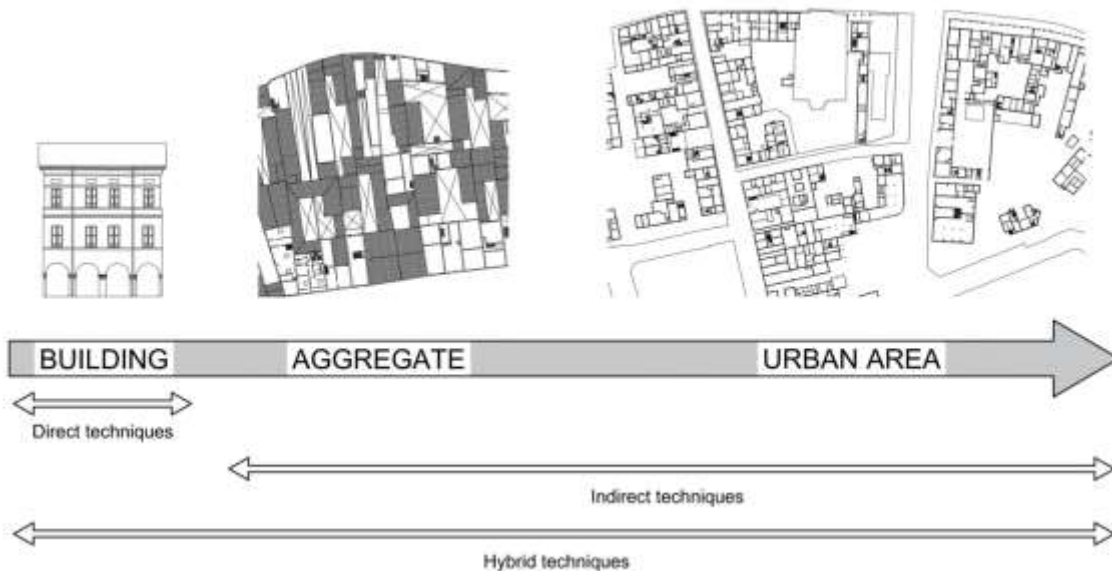 BUILDING
AGGREGATE
URBAN AREA
Direct techniques
Indirect techniques
Hybrid techniques